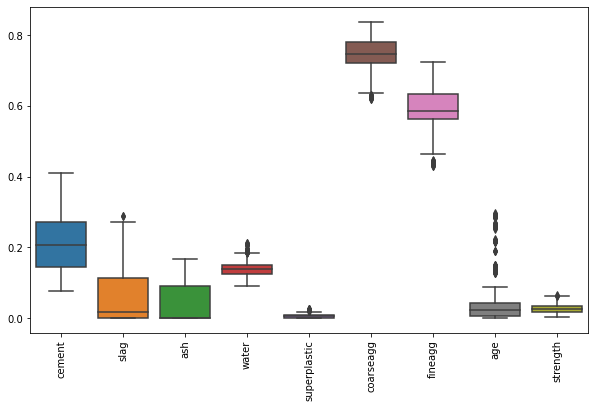 0.8
0.6
0.4
0.2
0.0
cement
slag
ash
water
superplastic
coarseagg
fineagg
age
strength